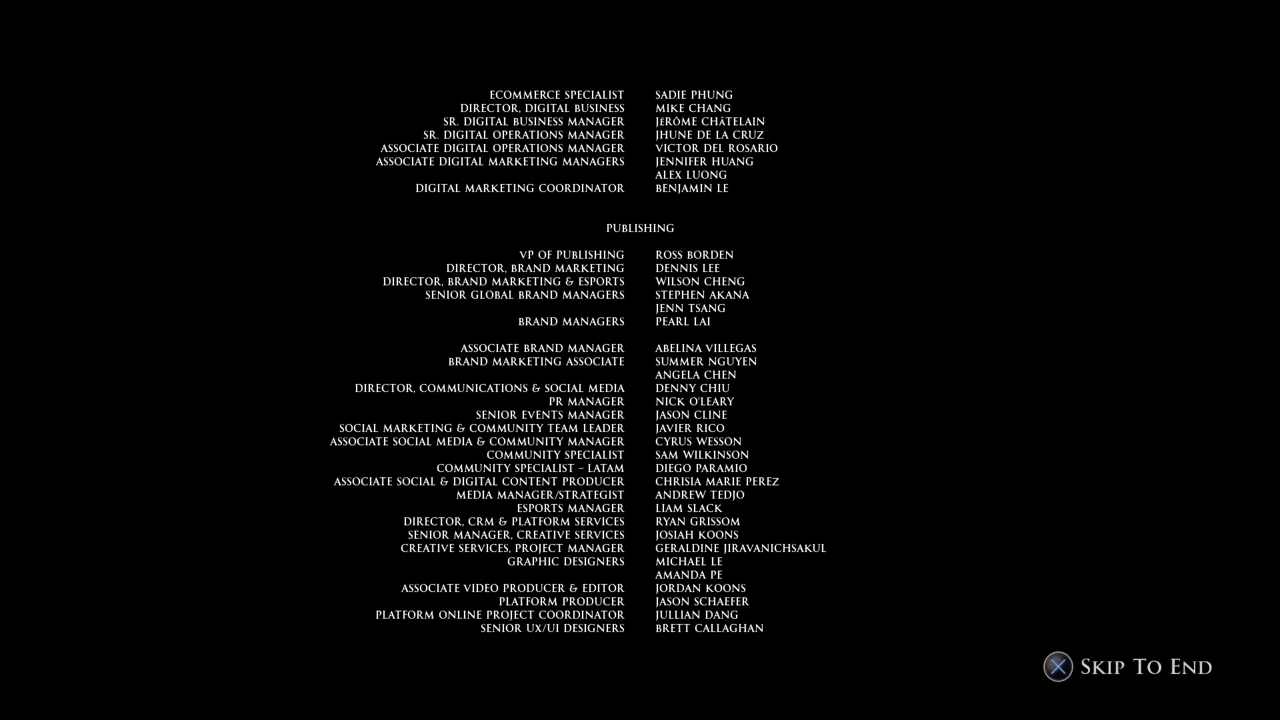 ECOMMERCE SPECIALIST SADIE PHUNG
DIRECTOR, DIGITAL BUSINESS MIKE CHANG
SR. DIGITAL BUSINESS MANAGER JÉRÔME CHÂTELAIN
SR. DIGITAL OPERATIONS MANAGER JHUNE DE LA CRUZ
ASSOCIATE DIGITAL OPERATIONS MANAGER VICTOR DEL ROSARIO
ASSOCIATE DIGITAL MARKETING MANAGERS JENNIFER HUANG
ALEX LUONG
DIGITAL MARKETING COORDINATOR BENJAMIN LE
PUBLISHING
VP OF PUBLISHING ROSS BORDEN
DIRECTOR, BRAND MARKETING DENNIS LEE
DIRECTOR, BRAND MARKETING & ESPORTS WILSON CHENG
SENIOR GLOBAL BRAND MANAGERS STEPHEN AKANA
JENN TSANG
BRAND MANAGERS PEARL LAI
ASSOCIATE BRAND MANAGER ABELINA VILLEGAS
BRAND MARKETING ASSOCIATE SUMMER NGUYEN
ANGELA CHEN
DIRECTOR, COMMUNICATIONS & SOCIAL MEDIA DENNY CHIU
PR MANAGER NICK O'LEARY
SENIOR EVENTS MANAGER JASON CLINE
SOCIAL MARKETING & COMMUNITY TEAM LEADER JAVIER RICO
ASSOCIATE SOCIAL MEDIA & COMMUNITY MANAGER CYRUS WESSON
COMMUNITY SPECIALIST SAM WILKINSON
COMMUNITY SPECIALIST - LATAM DIEGO PARAMIO
ASSOCIATE SOCIAL & DIGITAL CONTENT PRODUCER CHRISIA MARIE PEREZ
MEDIA MANAGER/STRATEGIST ANDREW TEDJO
ESPORTS MANAGER LIAM SLACK
DIRECTOR, CRM & PLATFORM SERVICES RYAN GRISSOM
SENIOR MANAGER, CREATIVE SERVICES JOSIAH KOONS
CREATIVE SERVICES, PROJECT MANAGER GERALDINE JIRAVANICHSAKUL
GRAPHIC DESIGNERS MICHAEL LE
AMANDA PE
ASSOCIATE VIDEO PRODUCER & EDITOR JORDAN KOONS
PLATFORM PRODUCER JASON SCHAEFER
PLATFORM ONLINE PROJECT COORDINATOR JULLIAN DANG
SENIOR UX/UI DESIGNERS BRETT CALLAGHAN
SKIP TO END